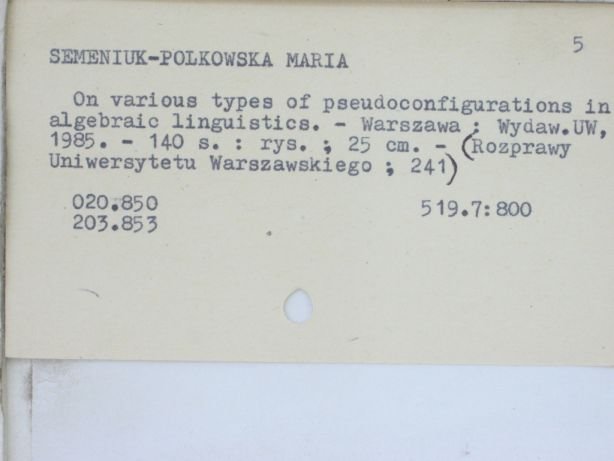 5
SEMENIUK-POLKOWSKA MARIA
On various types of pseudoconfigurations in
algebraic linguistics. - Warszawa ; Wydaw.UW,
1985. - 140 s. : rys. ; 25 cm. - (Rozprawy
Uniwersytetu Warszawskiego ; 241)
020.850 519.7:800
203.853